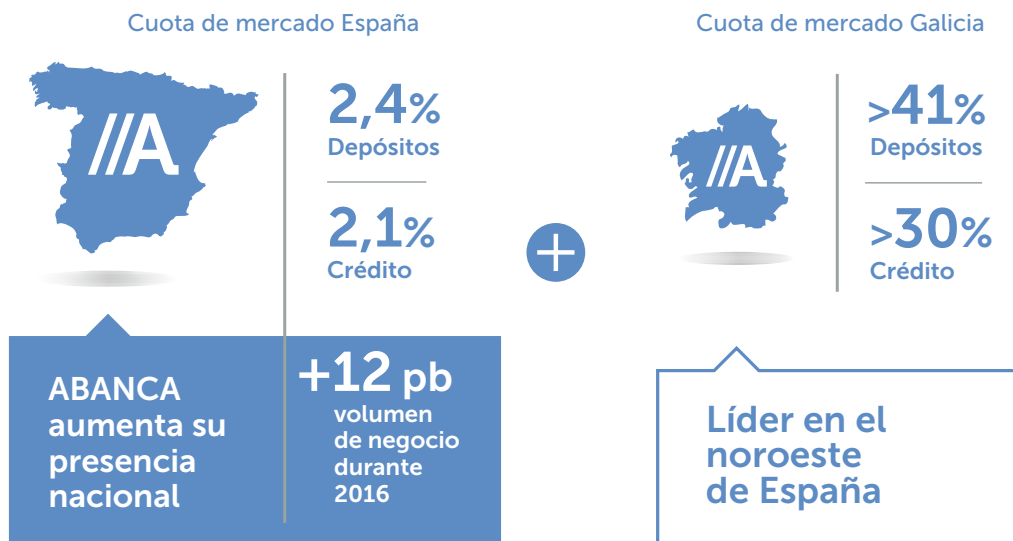 Cuota de mercado España
//A
2,4%
Depósitos
2,1%
Crédito
ABANCA
aumenta su
presencia
nacional
+12 pb
volumen
de negocio
durante
2016
Cuota de mercado Galicia
//A
>41%
Depósitos
>30%
Crédito
Líder en el
noroeste
de España